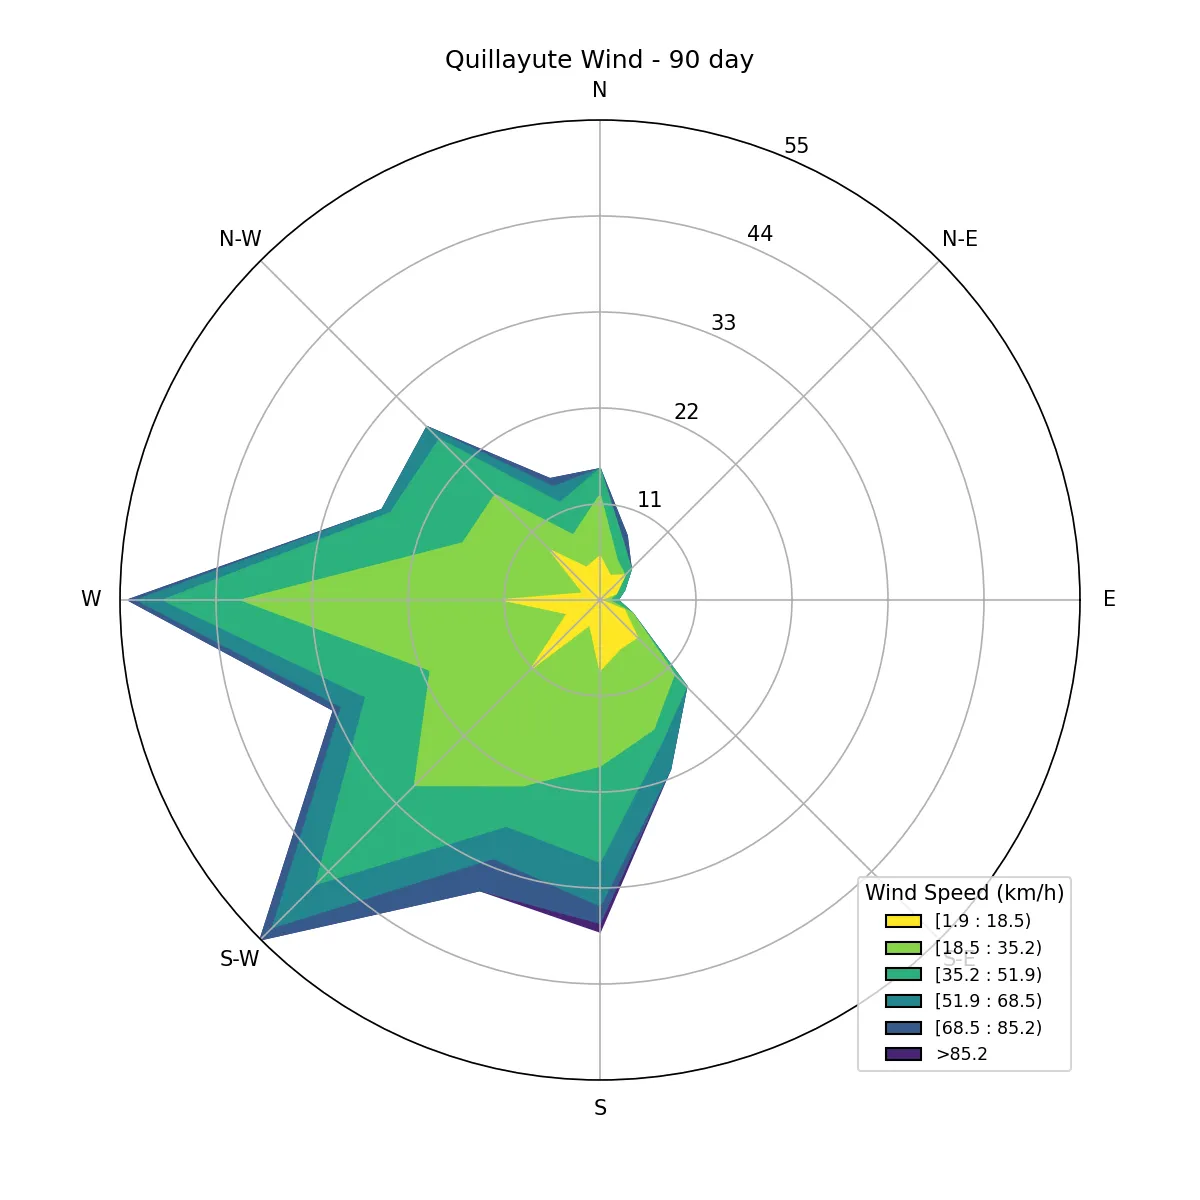 Quillayute Wind - 90 day
N
55
N-W
44
N-E
33
22
11
W
E
S-W
S-E
S
Wind Speed (km/h)
[1.9 : 18.5)
[18.5 : 35.2)
[35.2 : 51.9)
[51.9 : 68.5)
[68.5 : 85.2)
>85.2